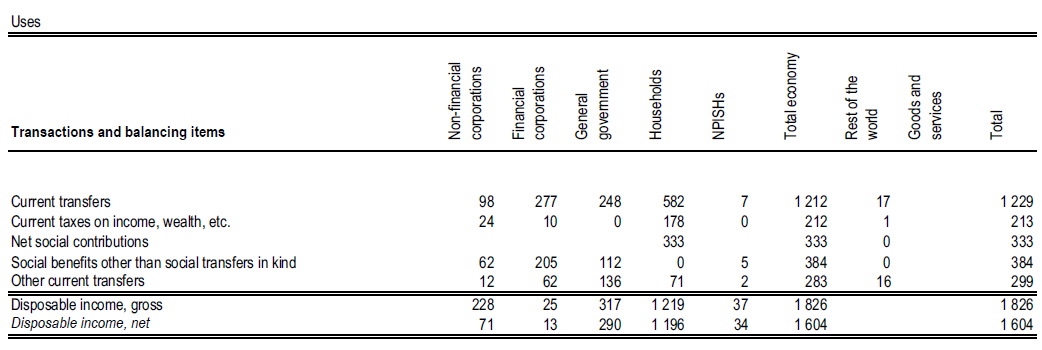 Uses
Transactions and balancing items Non-financial corporations Financial corporations General government Households NPISHs Total economy Rest of the world Goods and services Total
Current transfers 98 277 248 582 7 1 212 17 1 229
Current taxes on income, wealth, etc. 24 10 0 178 0 212 1 213
Net social contributions 333 333 0 333
Social benefits other than social transfers in kind 62 205 112 0 5 384 0 384
Other current transfers 12 62 136 71 2 283 16 299
Disposable income, gross 228 25 317 1 219 37 1 826 1 826
Disposable income, net 71 13 290 1 196 34 1 604 1 604